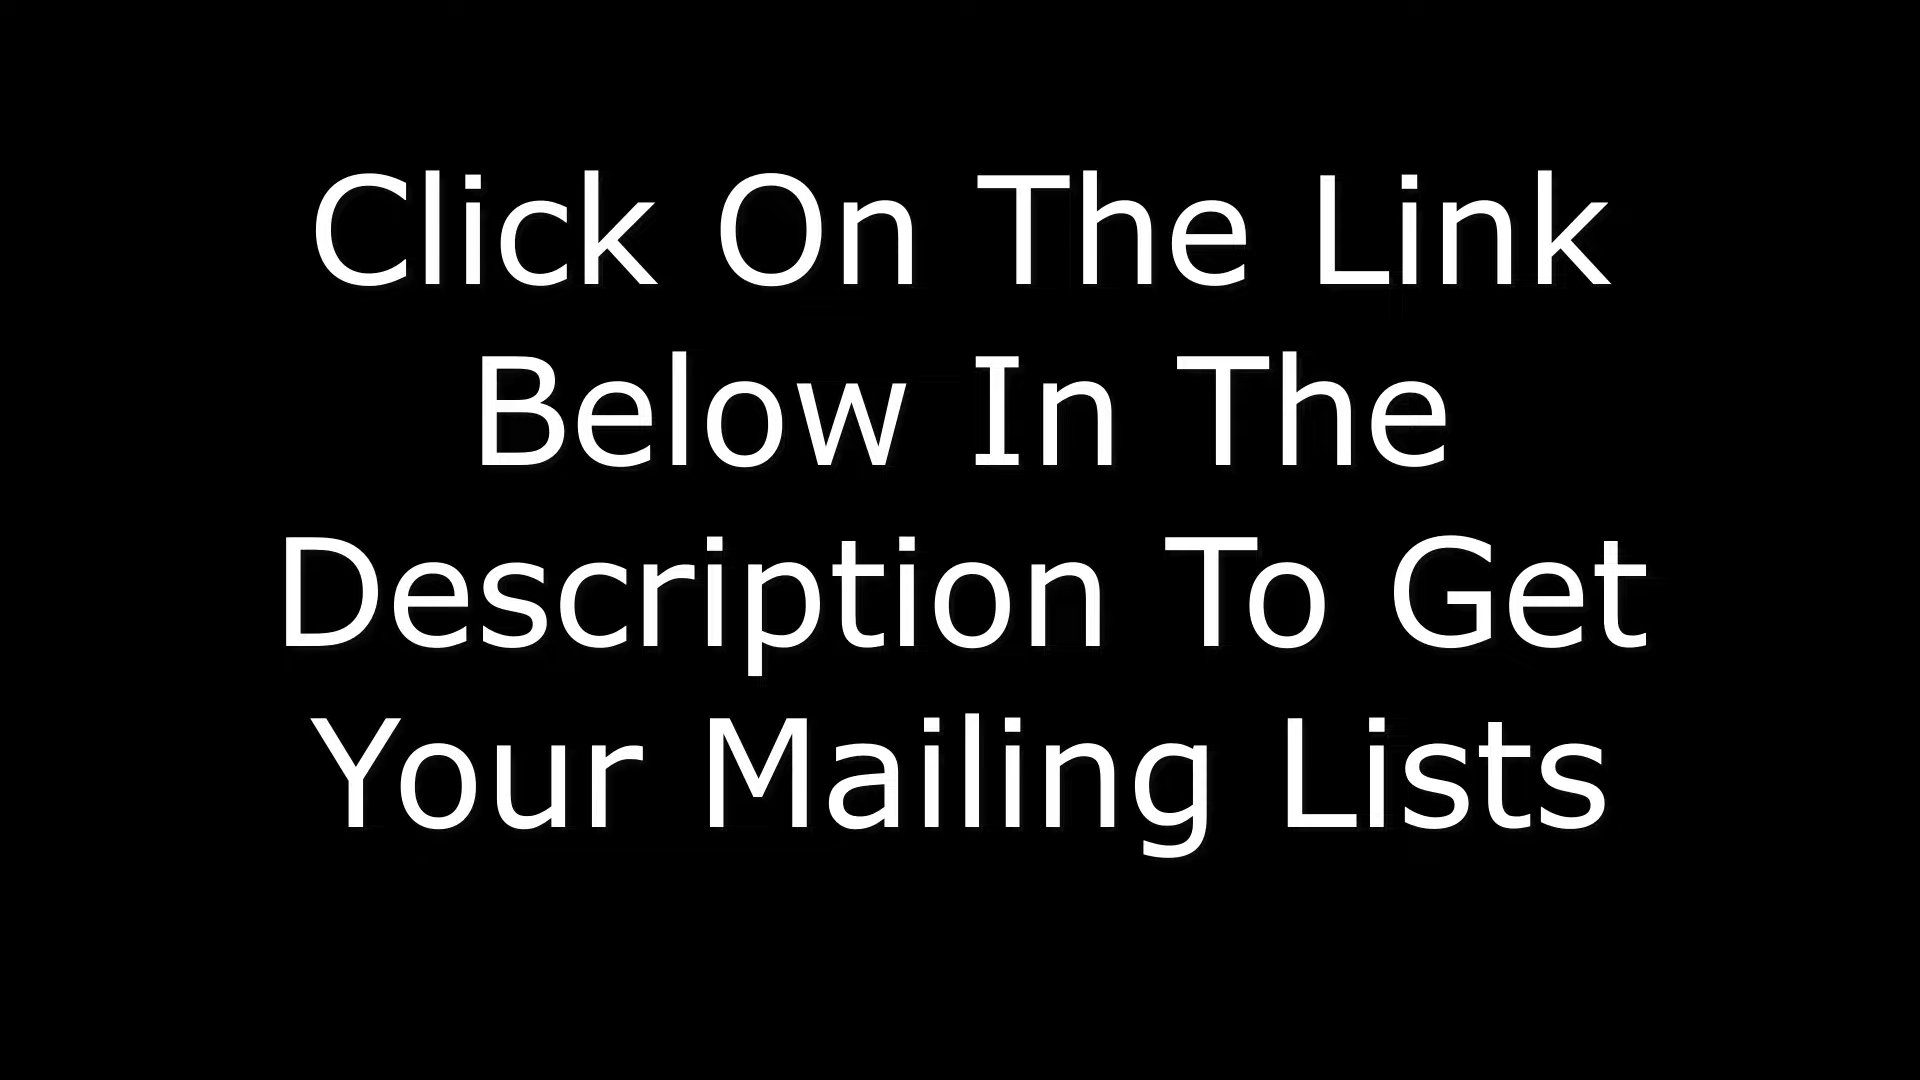 Click On The Link
Below In The
Description To Get
Your Mailing Lists